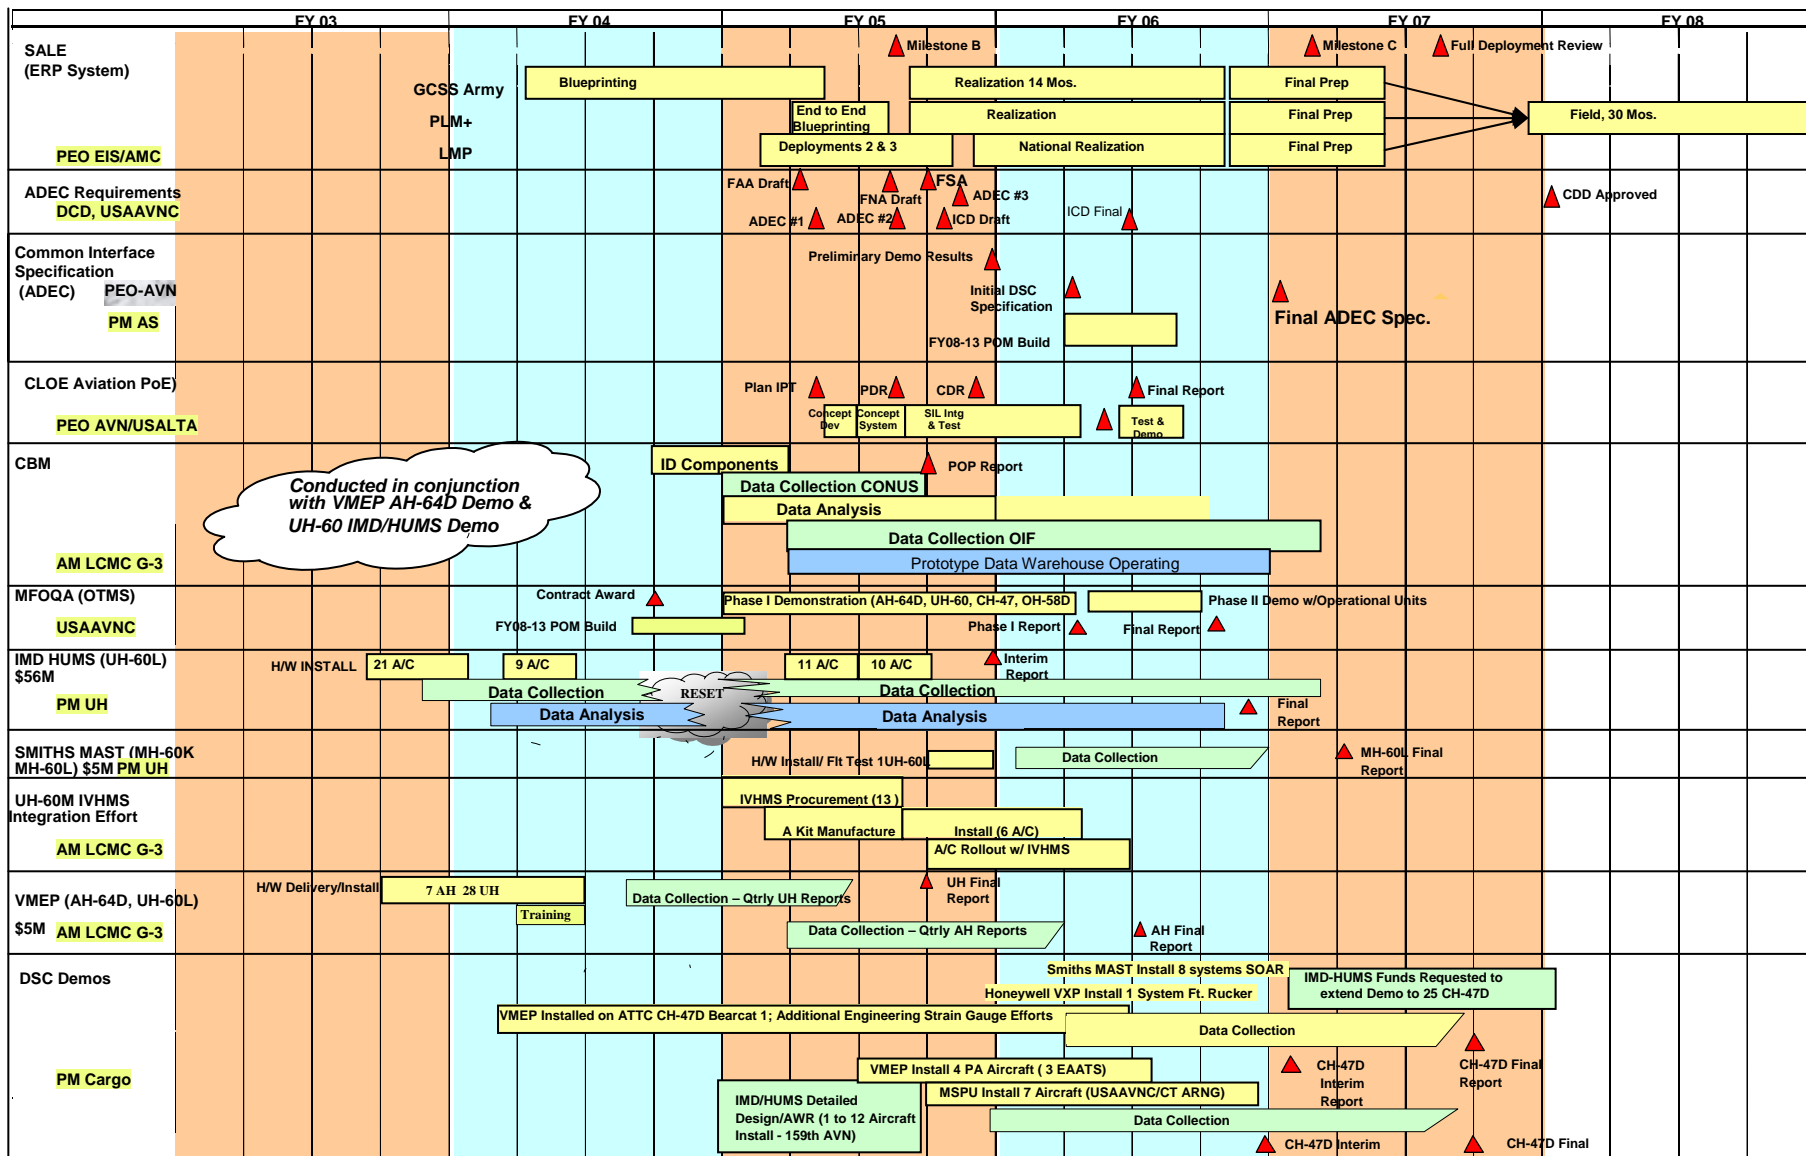 FY 03 FY 04 FY 05 FY 06 FY 07 FY 08
SALE
(ERP System)
Milestone B
Milestone C
Full Deployment Review
GCSS Army
Blueprinting
Realization 14 Mos.
Final Prep
PLM+
End to End
Blueprinting
Realization
Final Prep
Field, 30 Mos.
PEO EIS/AMC
LMP
Deployments 2 & 3
National Realization
Final Prep
ADEC Requirements
DCD, USAAVNC
FAA Draft
FSA
FNA Draft
ADEC #3
CDD Approved
ADEC #1
ADEC #2
ICD Draft
ICD Final
Common Interface
Specification
(ADEC)
PEO-AVN
PM AS
Preliminary Demo Results
Initial DSC
Specification
Final ADEC Spec.
FY08-13 POM Build
CLOE Aviation PoE)
PEO AVN/USALTA
Plan IPT
PDR
CDR
Final Report
Concept
Dev
Concept
System
SIL Intg
& Test
Test &
Demo
CBM
AM LCMC G-3
Conducted in conjunction
with VMEP AH-64D Demo &
UH-60 IMD/HUMS Demo
ID Components
POP Report
Data Collection CONUS
Data Analysis
Data Collection OIF
Prototype Data Warehouse Operating
MFOQA (OTMS)
USAAVNC
Contract Award
Phase I Demonstration (AH-64D, UH-60, CH-47, OH-58D
Phase II Demo w/Operational Units
FY08-13 POM Build
Phase I Report
Final Report
IMD HUMS (UH-60L)
$56M
PM UH
H/W INSTALL
21 A/C
9 A/C
11 A/C
10 A/C
Interim
Report
Data Collection
RESET
Data Collection
Data Analysis
Data Analysis
Final
Report
SMITHS MAST (MH-60K
MH-60L) $5M PM UH
H/W Install/ Flt Test 1UH-60L
Data Collection
MH-60L Final
Report
UH-60M IVHMS
Integration Effort
AM LCMC G-3
IVHMS Procurement (13 )
A Kit Manufacture
Install (6 A/C)
A/C Rollout w/ IVHMS
VMEP (AH-64D, UH-60L)
$5M AM LCMC G-3
H/W Delivery/Install
7 AH 28 UH
Training
Data Collection – Qtrly UH Reports
UH Final
Report
Data Collection – Qtrly AH Reports
AH Final
Report
DSC Demos
PM Cargo
Smiths MAST Install 8 systems SOAR
Honeywell VXP Install 1 System Ft. Rucker
IMD-HUMS Funds Requested to
extend Demo to 25 CH-47D
VMEP Installed on ATTC CH-47D Bearcat 1; Additional Engineering Strain Gauge Efforts
Data Collection
VMEP Install 4 PA Aircraft ( 3 EAATS)
CH-47D
Interim
Report
CH-47D Final
Report
MSPU Install 7 Aircraft (USAAVNC/CT ARNG)
IMD/HUMS Detailed
Design/AWR (1 to 12 Aircraft
Install - 159th AVN)
Data Collection
CH-47D Interim
CH-47D Final